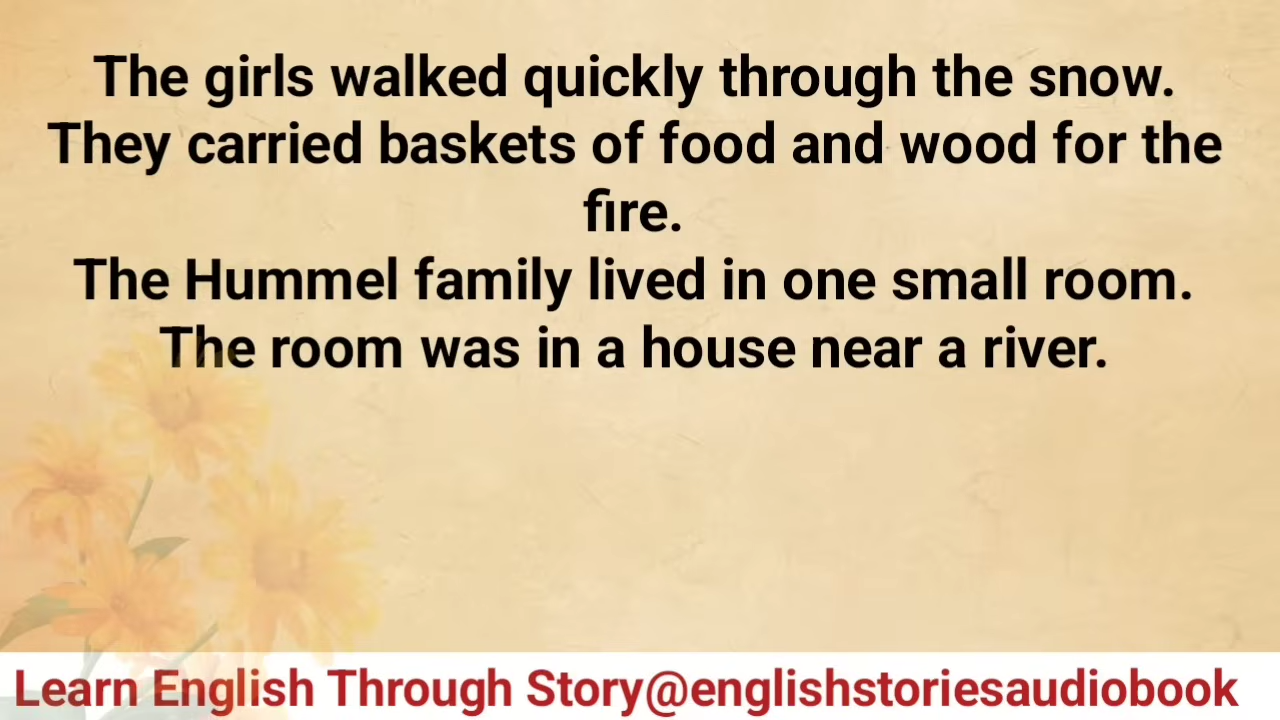 The girls walked quickly through the snow.
They carried baskets of food and wood for the
fire.
The Hummel family lived in one small room.
The room was in a house near a river.
Learn English Through Story@englishstoriesaudiobook